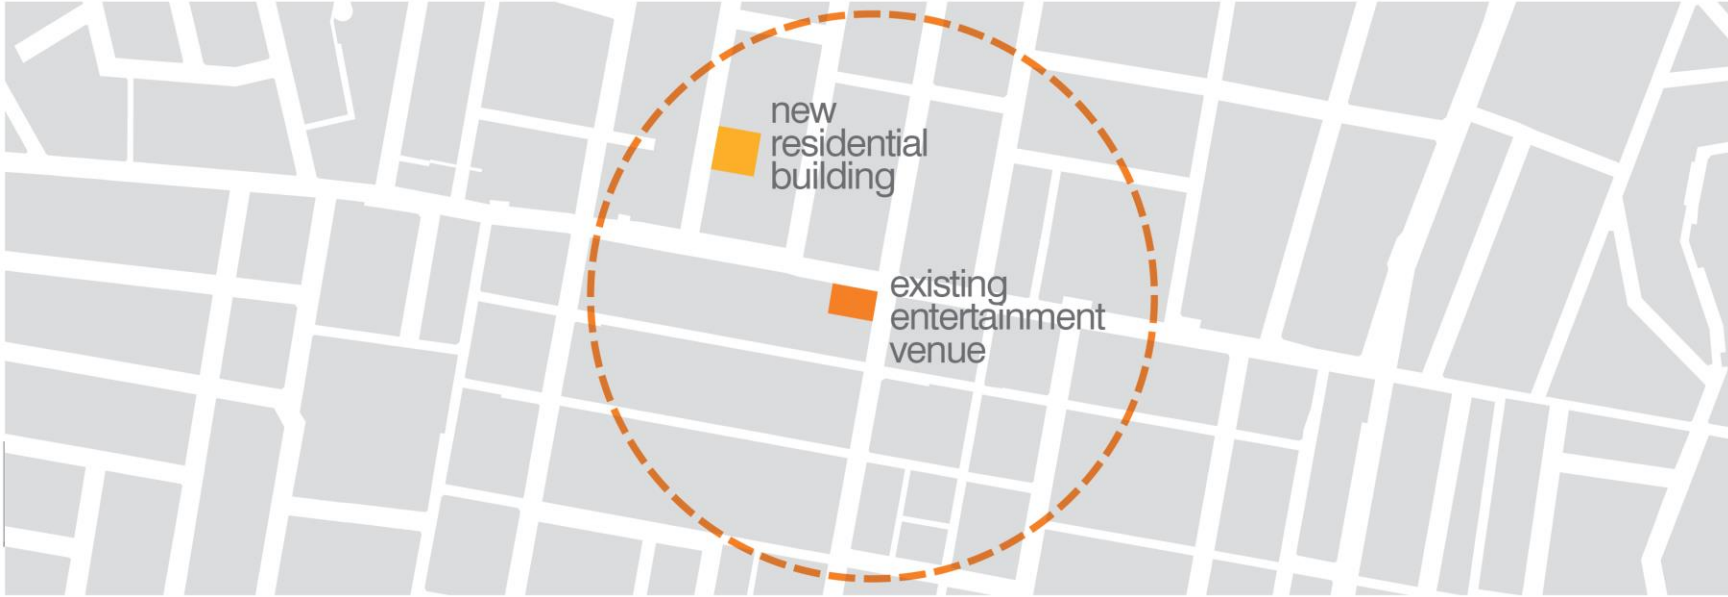 new
residential
building
existing
entertainment
venue